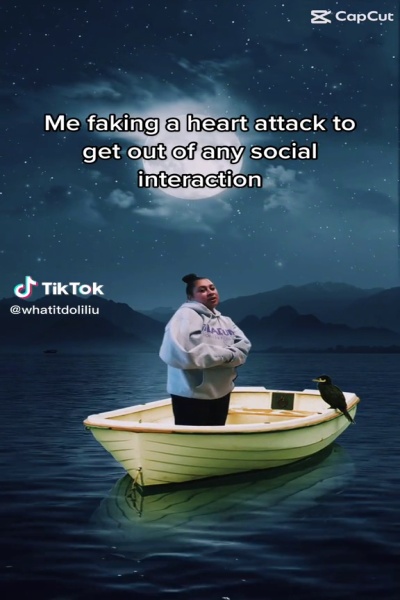 CapCut
Me faking a heart attack to
get out of any social
interaction
TikTok
@whatitdoliliu